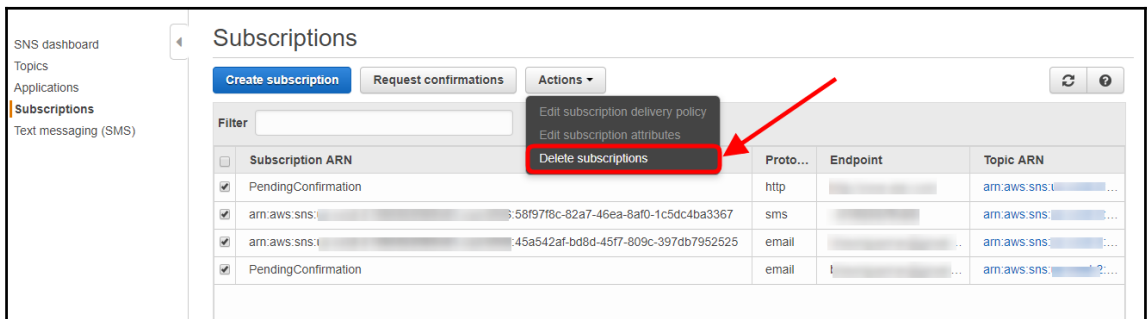 SNS dashboard
Topics
Applications
Subscriptions
Text messaging (SMS)
Subscriptions
Create subscription Request confirmations Actions
Edit subscription delivery policy
Edit subscription attributes
Delete subscriptions
Filter
Subscription ARN Proto... Endpoint Topic ARN
PendingConfirmation http arn:aws:sns:
arn:aws:sns: :58f97f8c-82a7-46ea-8af0-1c5dc4ba3367 sms arn:aws:sns:
arn:aws:sns: :45a542af-bd8d-45f7-809c-397db7952525 email arn:aws:sns:
PendingConfirmation email arn:aws:sns: